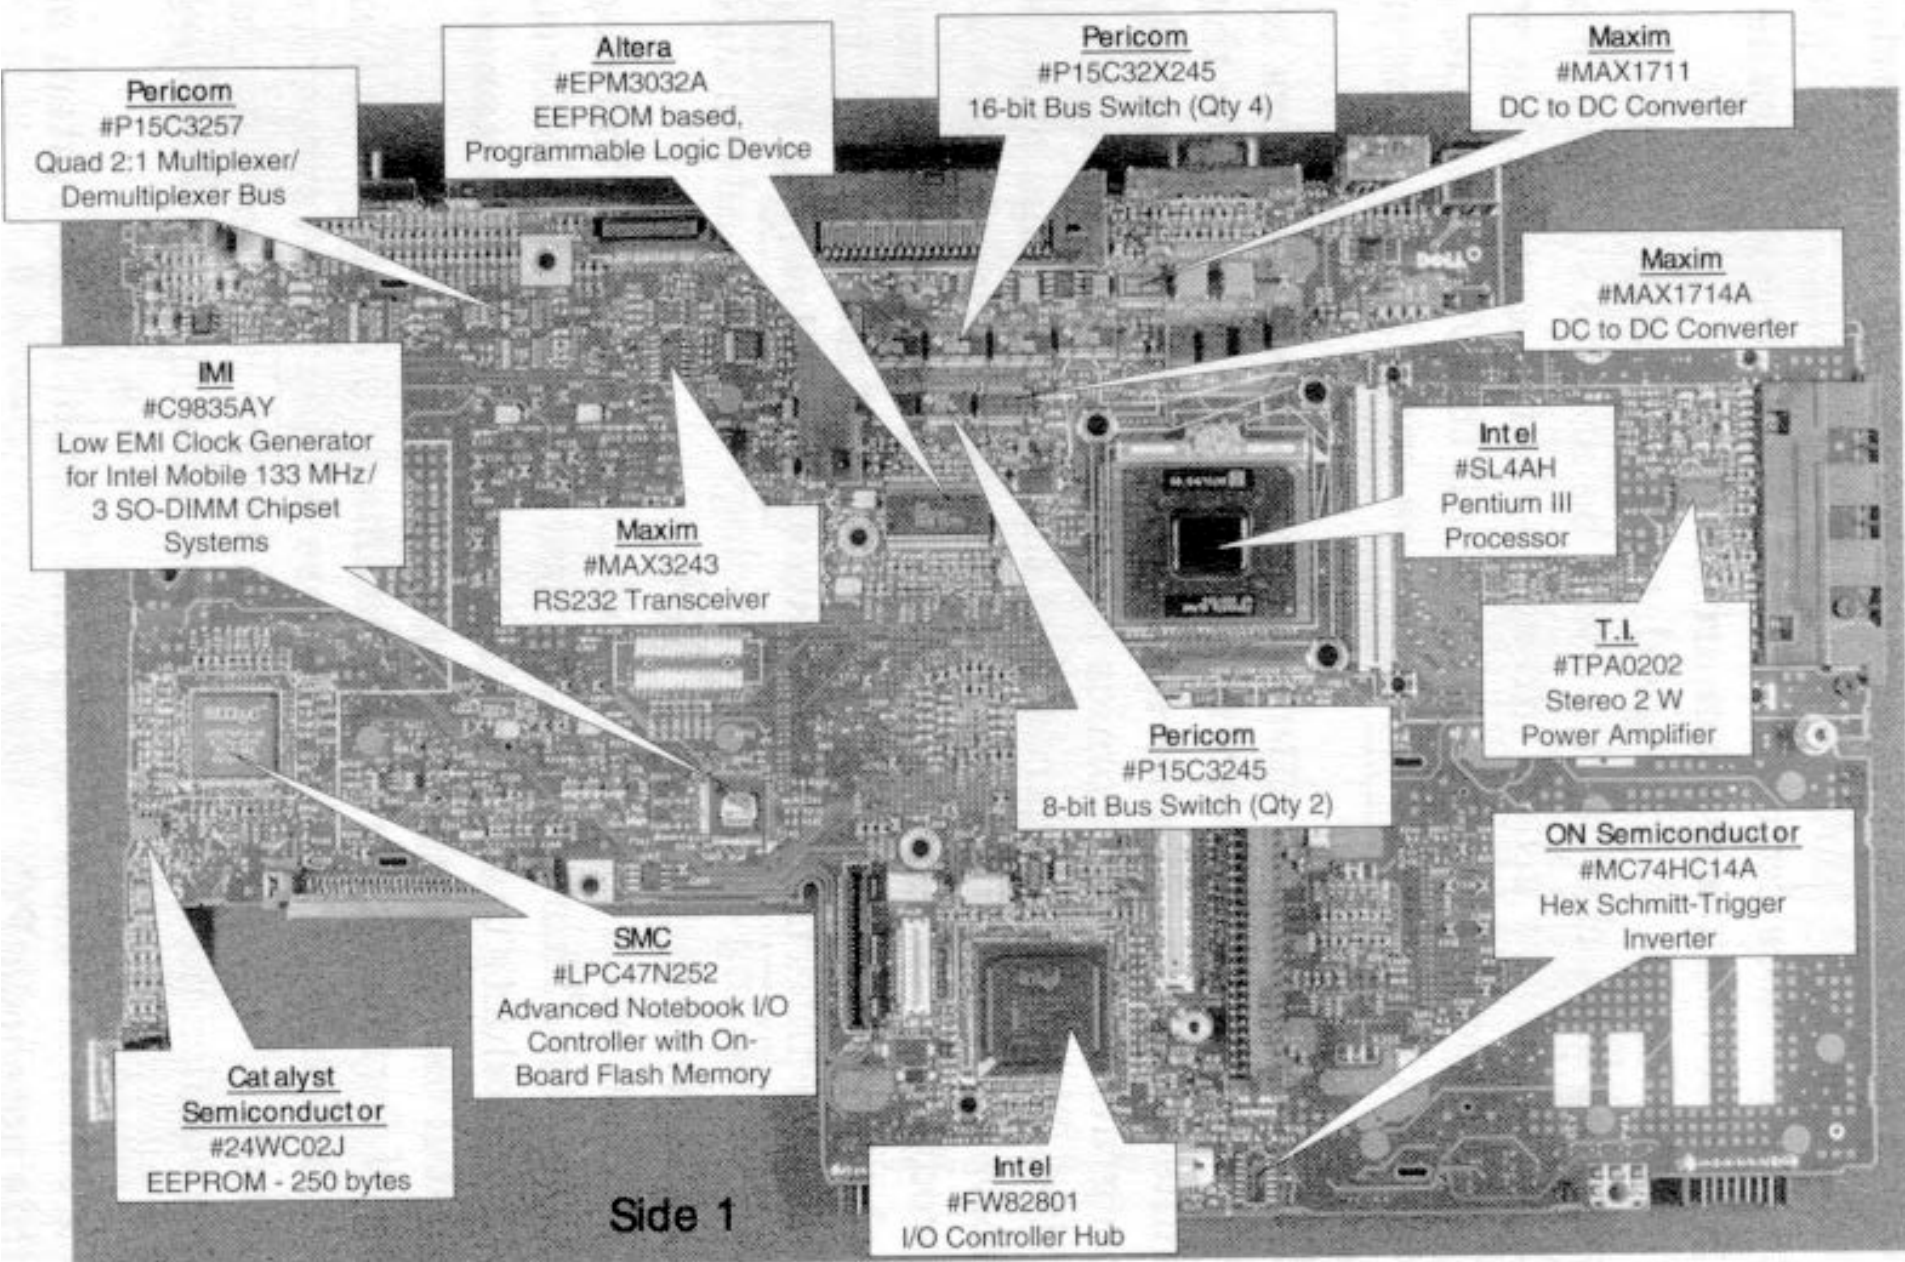 Pericom
#P15C3257
Quad 2:1 Multiplexer/
Demultiplexer Bus
Altera
#EPM3032A
EEPROM based,
Programmable Logic Device
Pericom
#P15C32X245
16-bit Bus Switch (Qty 4)
Maxim
#MAX1711
DC to DC Converter
Maxim
#MAX1714A
DC to DC Converter
IMI
#C9835AY
Low EMI Clock Generator
for Intel Mobile 133 MHz/
3 SO-DIMM Chipset
Systems
Maxim
#MAX3243
RS232 Transceiver
Intel
#SL4AH
Pentium III
Processor
T.I.
#TPA0202
Stereo 2 W
Power Amplifier
Pericom
#P15C3245
8-bit Bus Switch (Qty 2)
ON Semiconductor
#MC74HC14A
Hex Schmitt-Trigger
Inverter
SMC
#LPC47N252
Advanced Notebook I/O
Controller with On-
Board Flash Memory
Catalyst
Semiconductor
#24WC02J
EEPROM - 250 bytes
Intel
#FW82801
I/O Controller Hub
Side 1
DELL